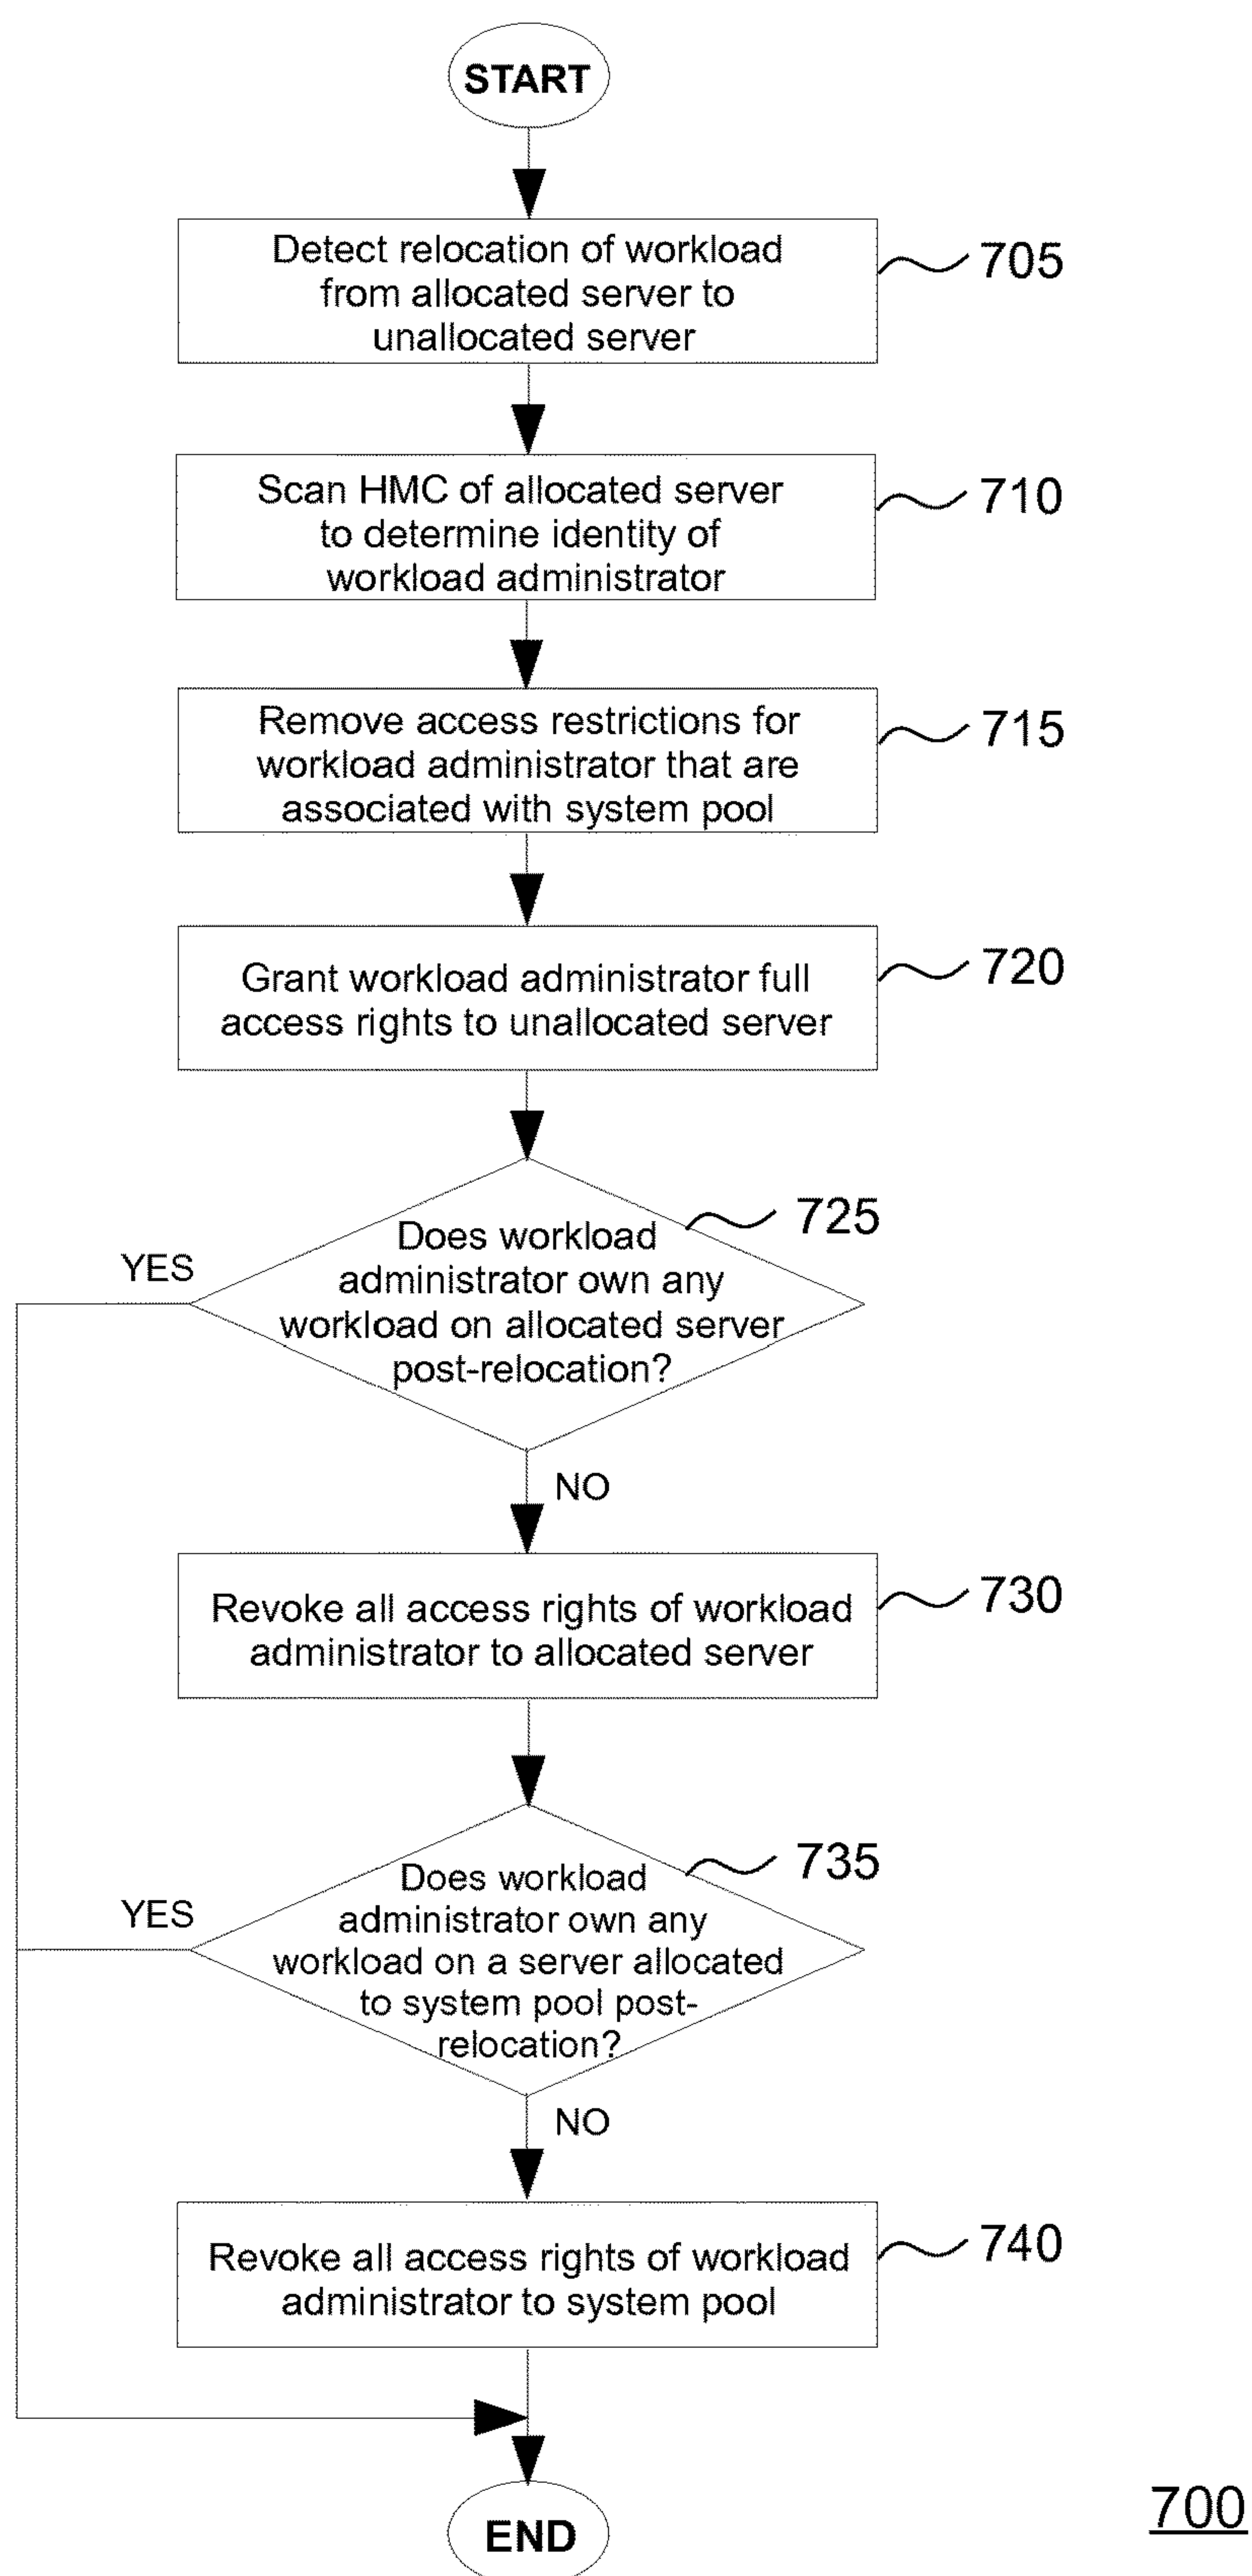 START
Detect relocation of workload
from allocated server to
unallocated server
705
Scan HMC of allocated server
to determine identity of
workload administrator
710
Remove access restrictions for
workload administrator that are
associated with system pool
715
Grant workload administrator full
access rights to unallocated server
720
725
Does workload
administrator own any
workload on allocated server
post-relocation?
YES
NO
Revoke all access rights of workload
administrator to allocated server
730
735
Does workload
administrator own any
workload on a server allocated
to system pool post-
relocation?
YES
NO
Revoke all access rights of workload
administrator to system pool
740
END
700